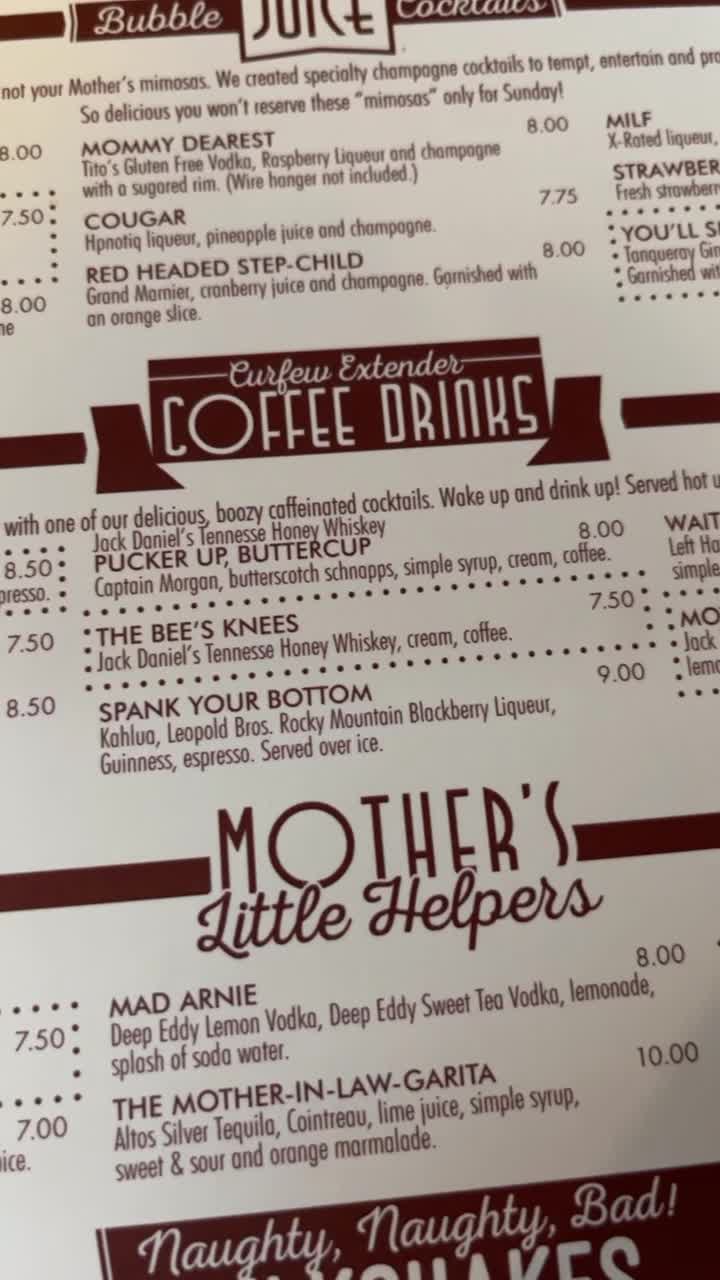 Bubble JUICE Cocktails
not your Mother's mimosas. We created specialty champagne cocktails to tempt, entertain and
So delicious you won't reserve these "mimosas" only for Sunday!
8.00
7.50
8.00
MOMMY DEAREST 8.00
Tito's Gluten Free Vodka, Raspberry Liqueur and champagne
with a sugared rim. (Wire hanger not included.)
COUGAR 7.75
Hpnotiq liqueur, pineapple juice and champagne.
RED HEADED STEP-CHILD 8.00
Grand Marnier, cranberry juice and champagne. Garnished with
an orange slice.
MILF
X-Rated liqueur,
STRAWBER
Fresh strawberr
YOU'LL S
Tanqueray Gin
Garnished wit
Curfew Extender
COFFEE DRINKS
with one of our delicious, boozy caffeinated cocktails. Wake up and drink up! Served hot
8.50
presso.
7.50
8.50
Jack Daniel's Tennesse Honey Whiskey
PUCKER UP, BUTTERCUP 8.00
Captain Morgan, butterscotch schnapps, simple syrup, cream, coffee.
THE BEE'S KNEES 7.50
Jack Daniel's Tennesse Honey Whiskey, cream, coffee.
SPANK YOUR BOTTOM 9.00
Kahlua, Leopold Bros. Rocky Mountain Blackberry Liqueur,
Guinness, espresso. Served over ice.
WAIT
Left Ha
simple
MO
Jack
lemo
MOTHER'S
Little Helpers
7.50
7.00
MAD ARNIE 8.00
Deep Eddy Lemon Vodka, Deep Eddy Sweet Tea Vodka, lemonade,
splash of soda water.
THE MOTHER-IN-LAW-GARITA 10.00
Altos Silver Tequila, Cointreau, lime juice, simple syrup,
sweet & sour and orange marmalade.
Naughty, Naughty, Bad!